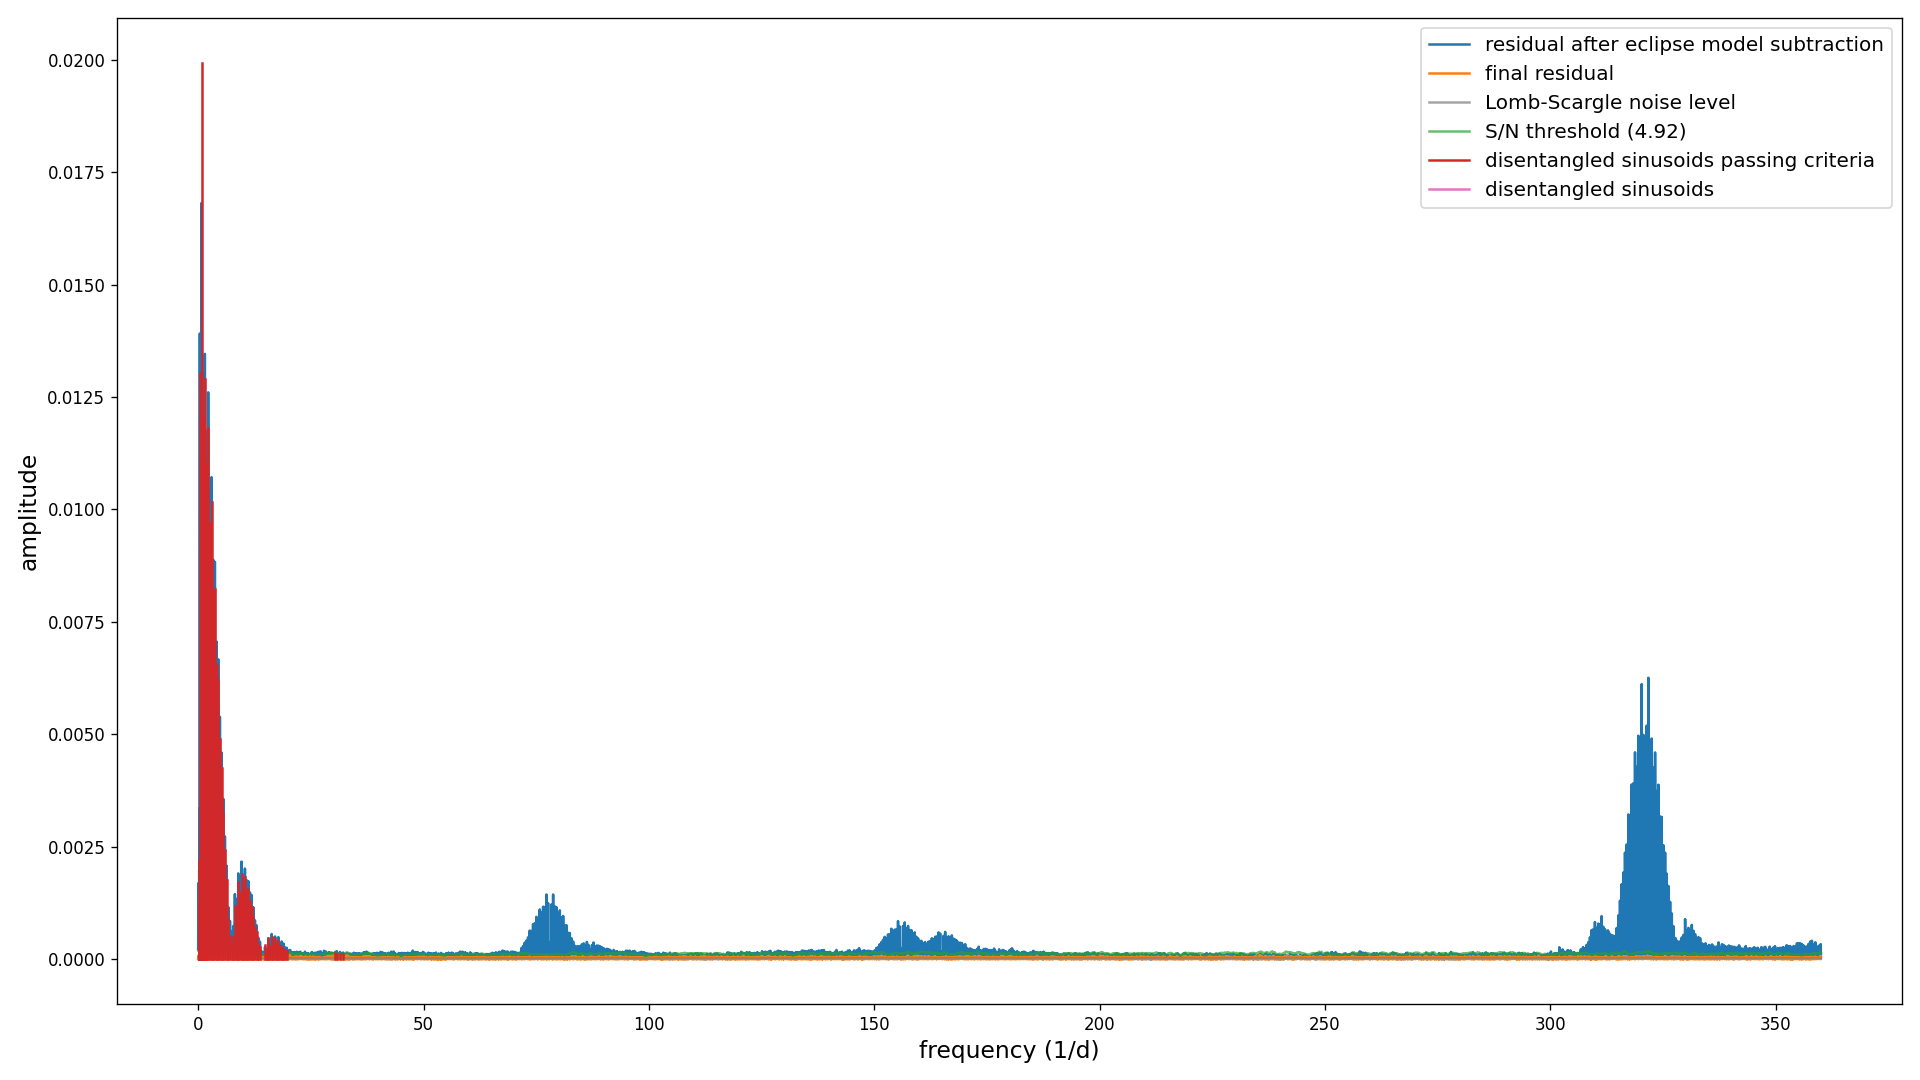 residual after eclipse model subtraction
final residual
Lomb-Scargle noise level
S/N threshold (4.92)
disentangled sinusoids passing criteria
disentangled sinusoids
amplitude
0.0200
0.0175
0.0150
0.0125
0.0100
0.0075
0.0050
0.0025
0.0000
0 50 100 150 200 250 300 350
frequency (1/d)